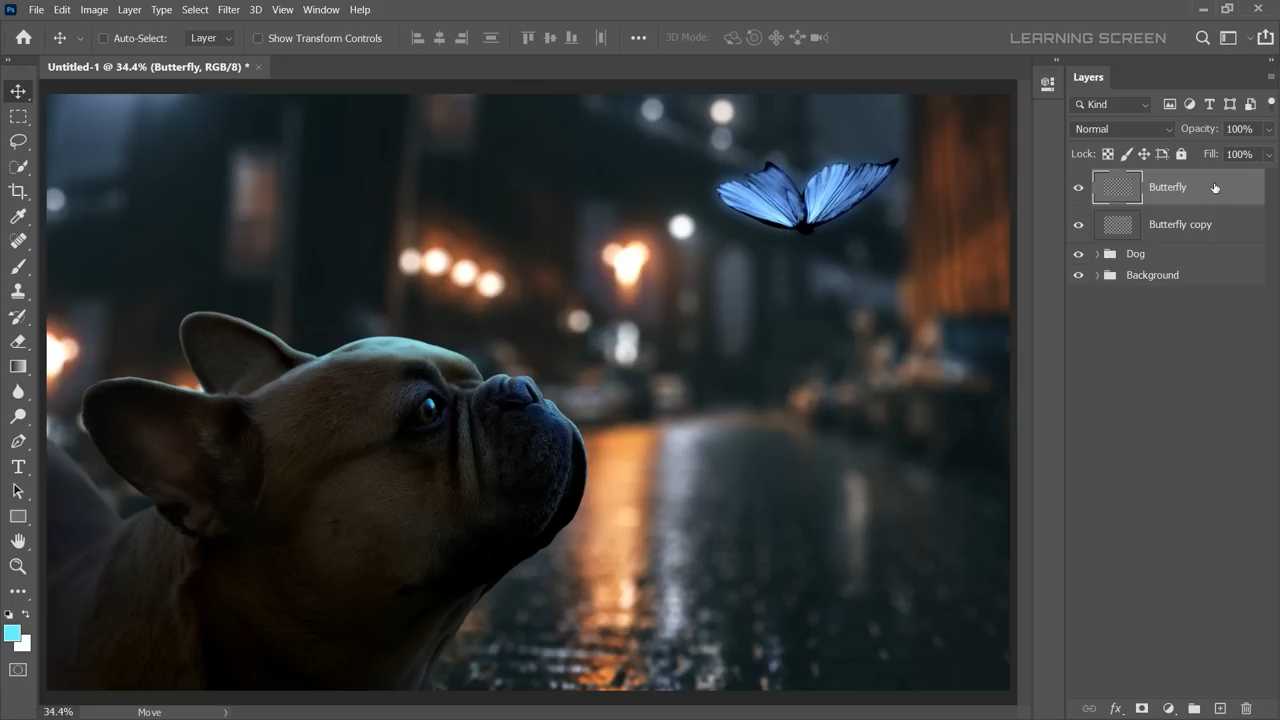 Ps File Edit Image Layer Type Select Filter 3D View Window Help
Auto-Select: Layer Show Transform Controls 3D Mode: LEARNING SCREEN
Untitled-1 @ 34.4% (Butterfly, RGB/8) *
Layers
Kind
Normal Opacity: 100%
Lock: Fill: 100%
Butterfly
Butterfly copy
Dog
Background
34.4% Move
fx